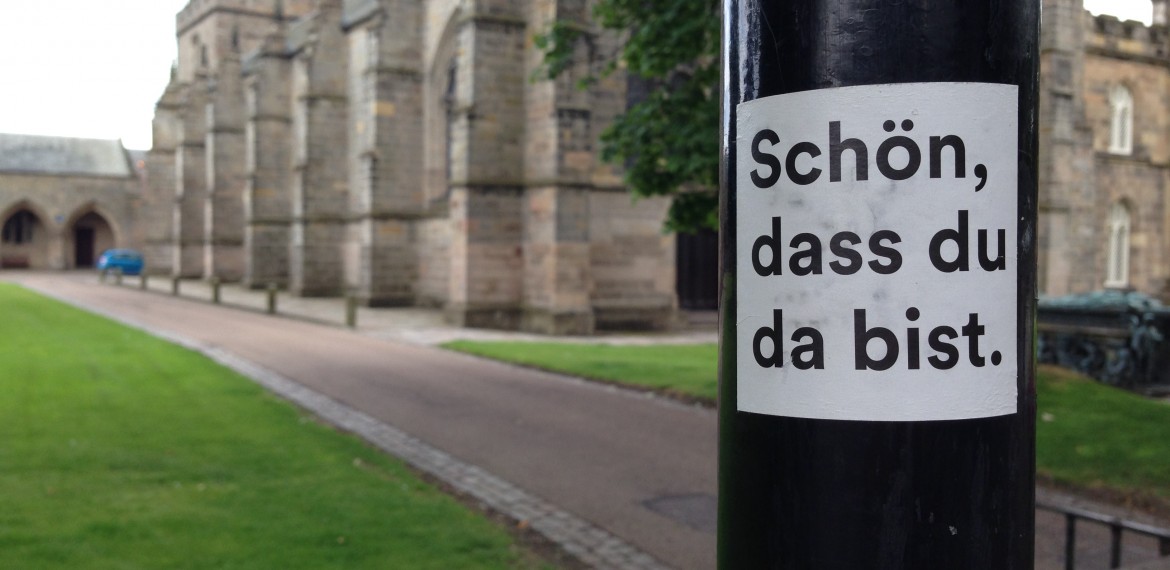 Schön,
dass du
da bist.